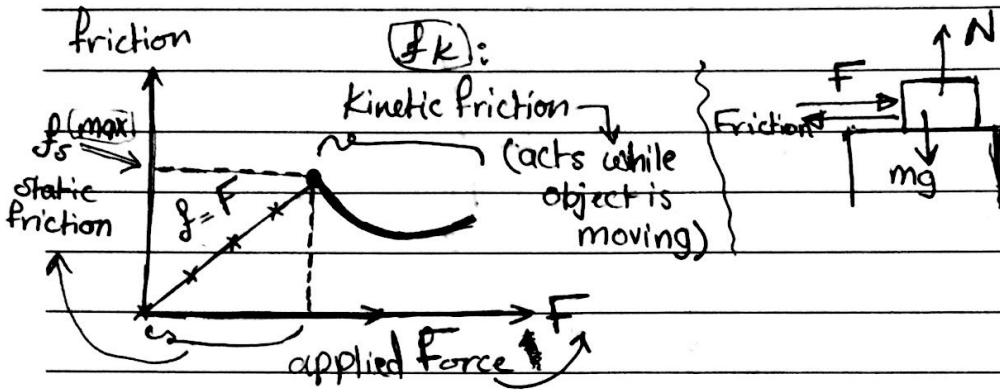 friction
fk :
Kinetic friction
(acts while
object is
moving)
fs (max)
static
friction
f = F
F
applied Force
N
F
Friction
mg